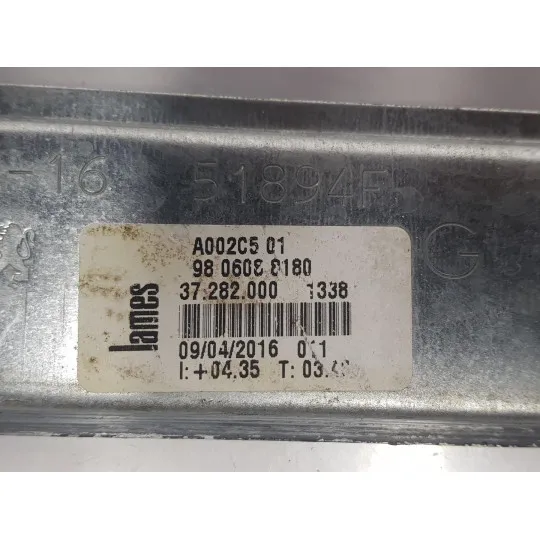 -16 51894F
G
A002C5 01
98 0608 8180
37.282.000 1338
Lames
09/04/2016 011
I: +04.35 T: 03.4